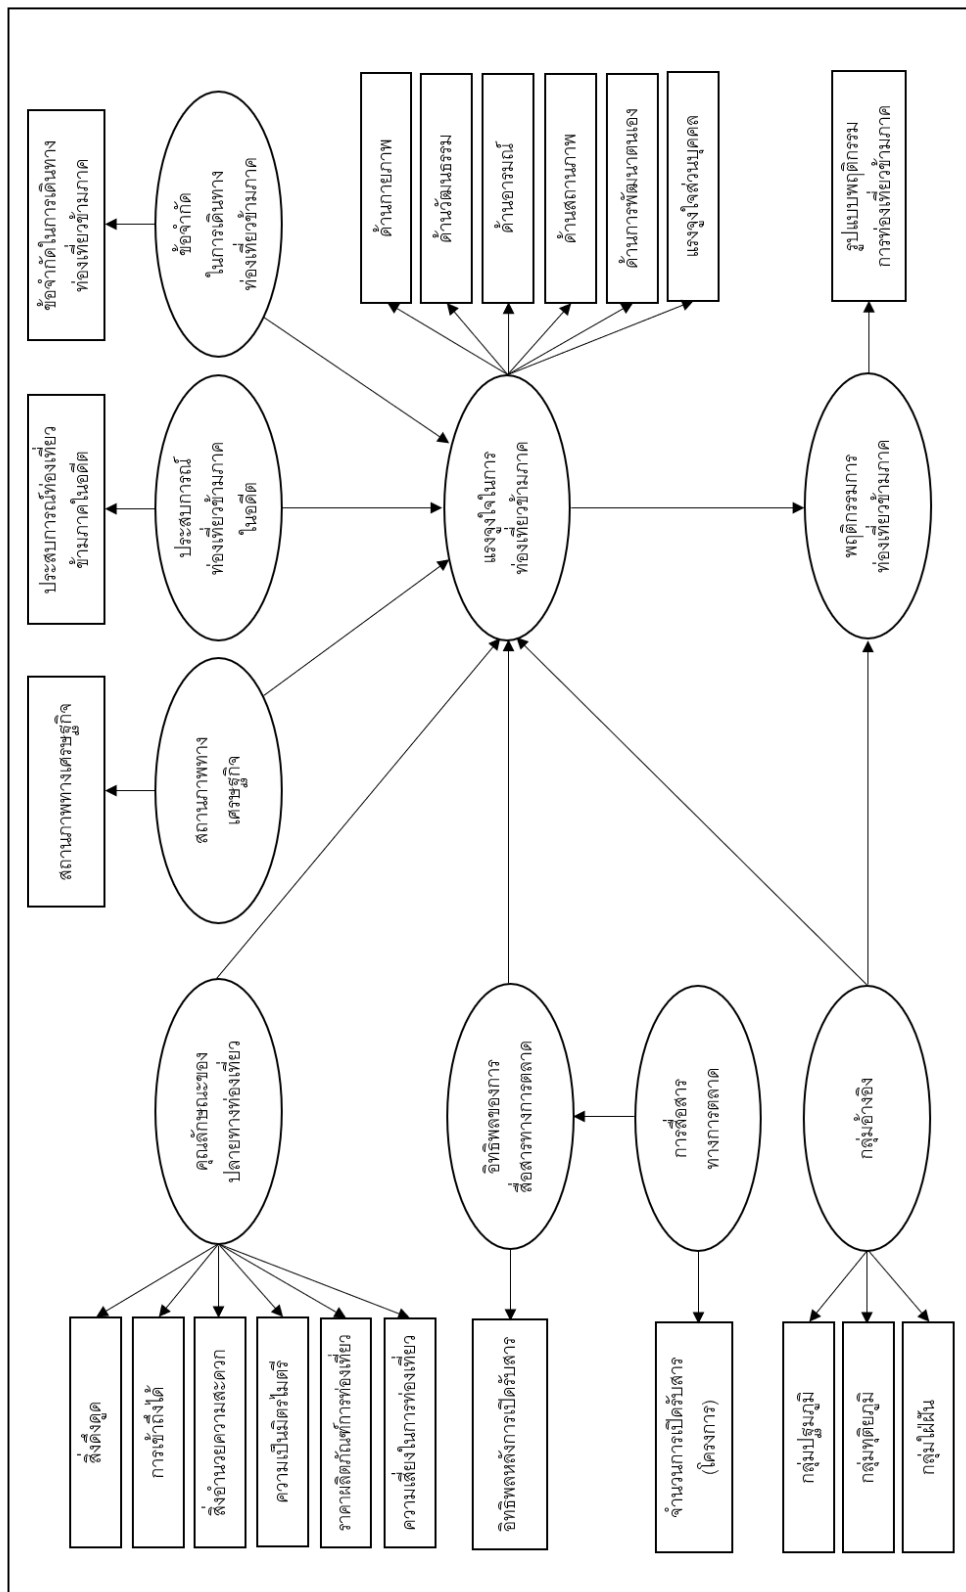 สิ่งดึงดูด
การเข้าถึงได้
สิ่งอำนวยความสะดวก
ความเป็นมิตรไมตรี
ราคาผลิตภัณฑ์การท่องเที่ยว
ความเสี่ยงในการท่องเที่ยว
คุณลักษณะของ
ปลายทางท่องเที่ยว
สถานภาพทางเศรษฐกิจ
สถานภาพทาง
เศรษฐกิจ
ประสบการณ์ท่องเที่ยว
ข้ามภาคในอดีต
ประสบการณ์
ท่องเที่ยวข้ามภาค
ในอดีต
ข้อจำกัดในการเดินทาง
ท่องเที่ยวข้ามภาค
ข้อจำกัด
ในการเดินทาง
ท่องเที่ยวข้ามภาค
อิทธิพลหลังการเปิดรับสาร
อิทธิพลของการ
สื่อสารทางการตลาด
แรงจูงใจในการ
ท่องเที่ยวข้ามภาค
ด้านกายภาพ
ด้านวัฒนธรรม
ด้านอารมณ์
ด้านสถานภาพ
ด้านการพัฒนาตนเอง
แรงจูงใจส่วนบุคคล
จำนวนการเปิดรับสาร
(โครงการ)
การสื่อสาร
ทางการตลาด
กลุ่มปฐมภูมิ
กลุ่มทุติยภูมิ
กลุ่มใฝ่ฝัน
กลุ่มอ้างอิง
พฤติกรรมการ
ท่องเที่ยวข้ามภาค
รูปแบบพฤติกรรม
การท่องเที่ยวข้ามภาค